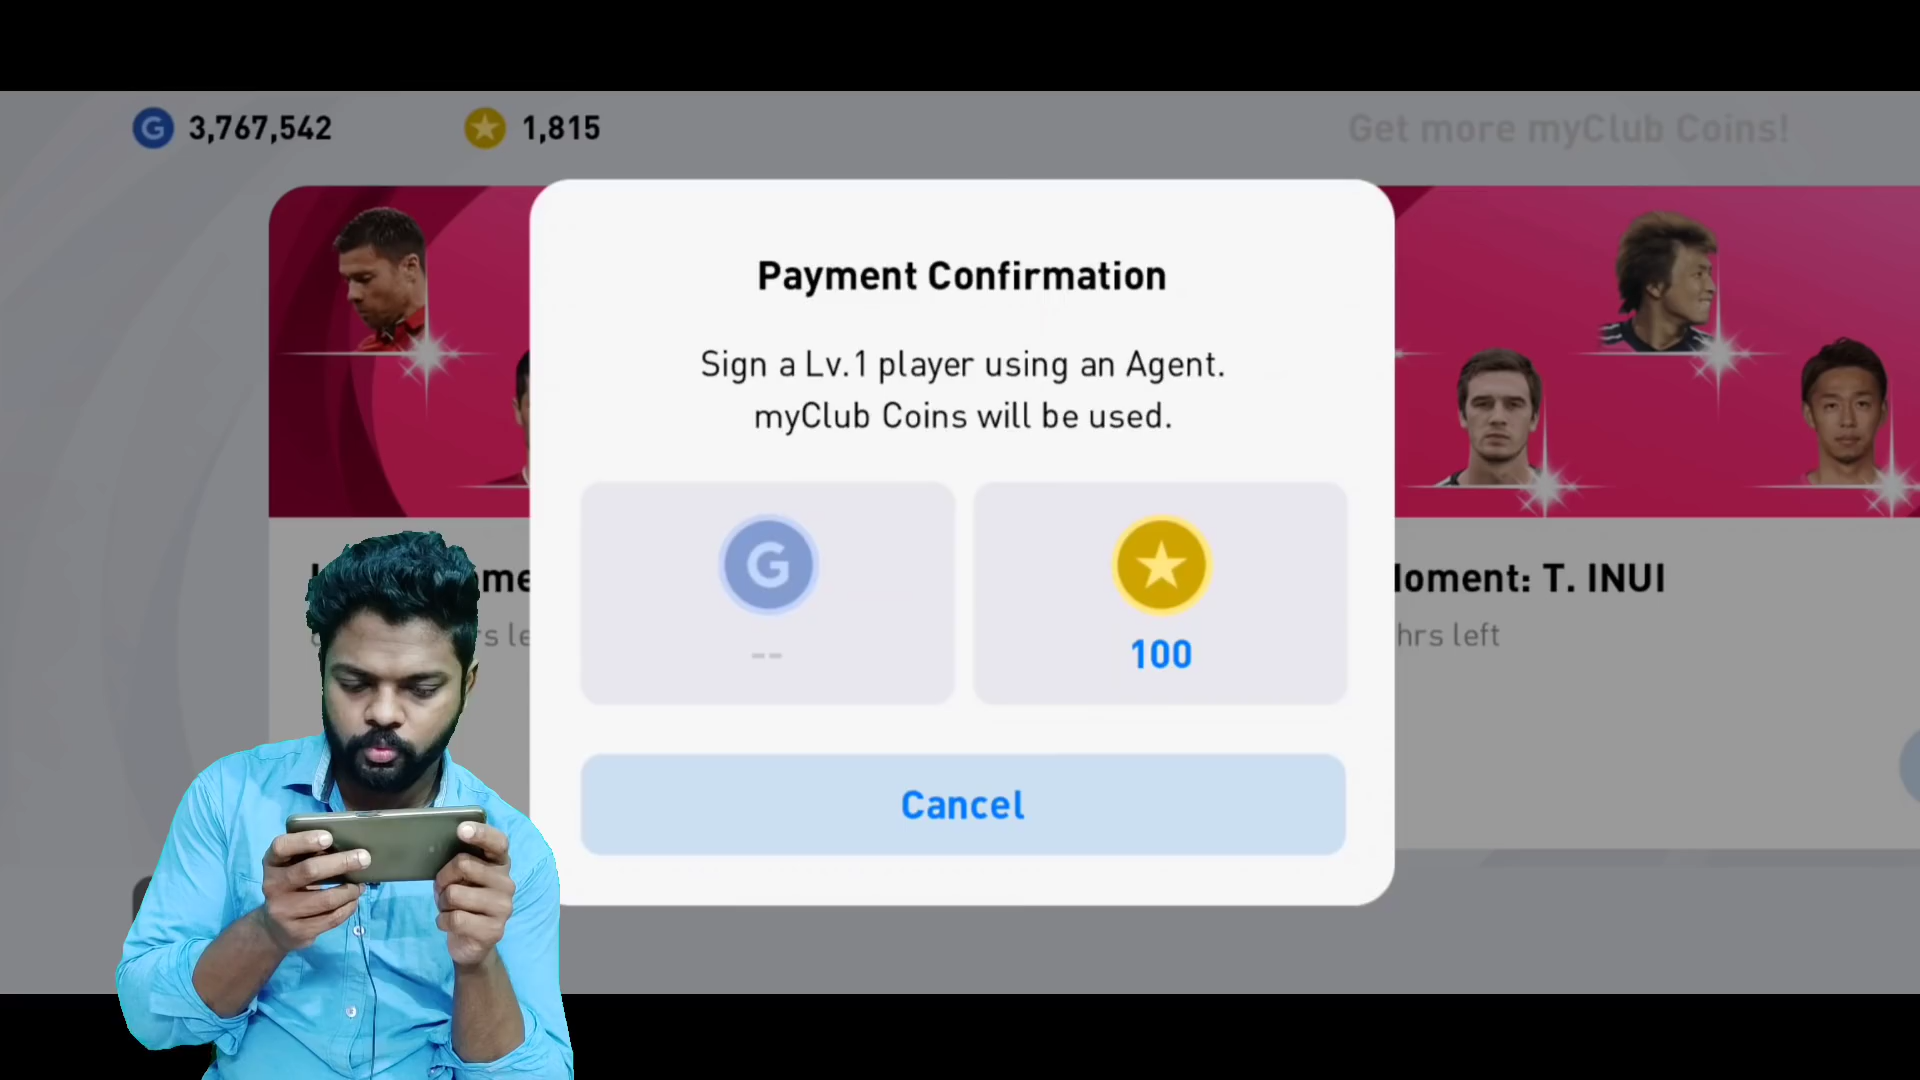 G 3,767,542
1,815
Get more myClub Coins!
Payment Confirmation
Sign a Lv.1 player using an Agent.
myClub Coins will be used.
G
--
100
Cancel
oment: T. INUI
hrs left